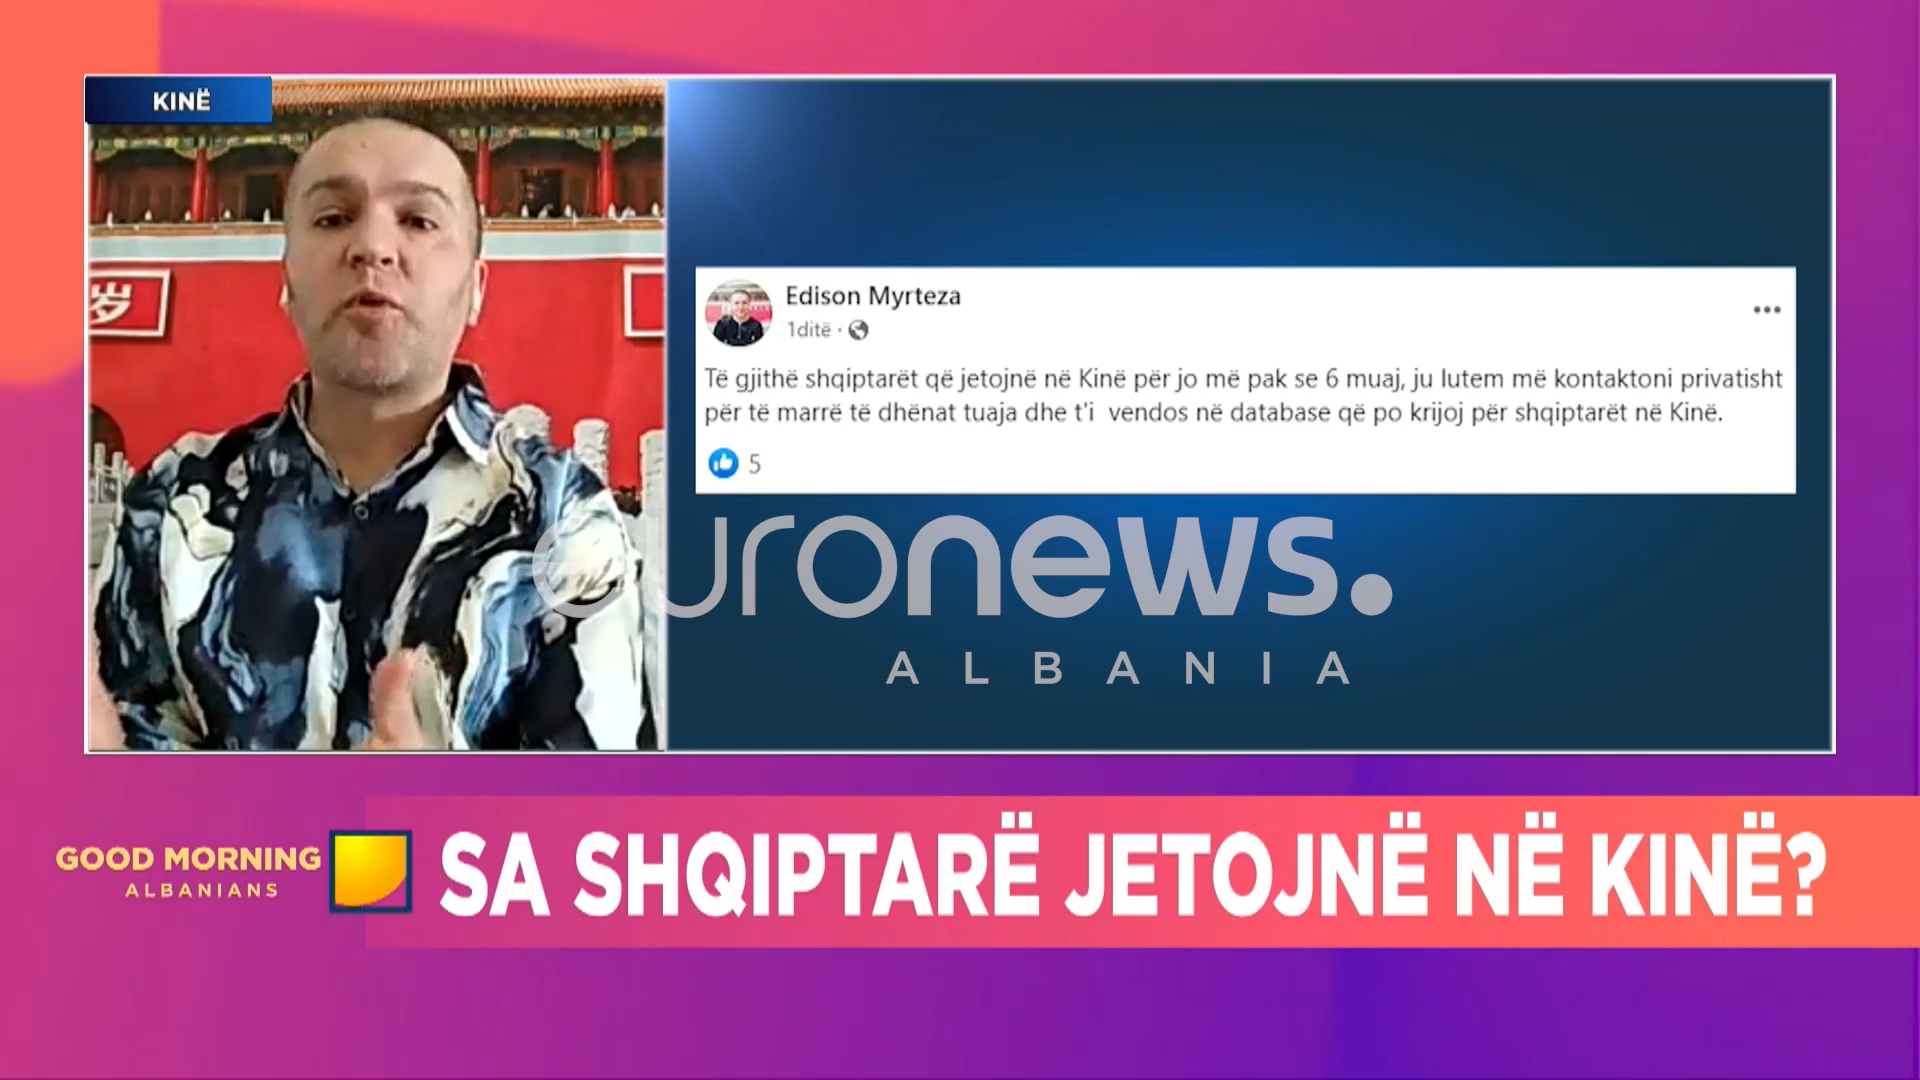 KINË
岁
Edison Myrteza
1ditë ·
Të gjithë shqiptarët që jetojnë në Kinë për jo më pak se 6 muaj, ju lutem më kontaktoni privatisht
për të marrë të dhënat tuaja dhe t'i vendos në database që po krijoj për shqiptarët në Kinë.
5
euronews.
ALBANIA
GOOD MORNING
ALBANIANS
SA SHQIPTARË JETOJNË NË KINË?